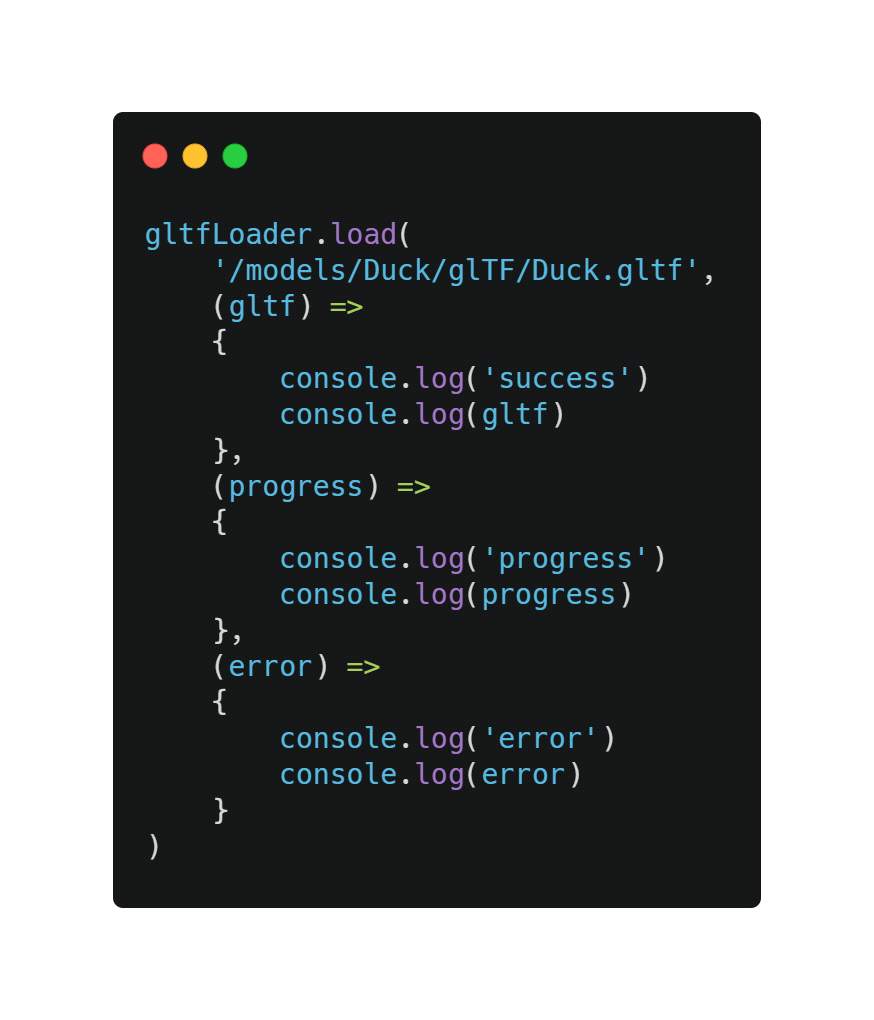 gltfLoader.load(
    '/models/Duck/glTF/Duck.gltf',
    (gltf) =>
    {
        console.log('success')
        console.log(gltf)
    },
    (progress) =>
    {
        console.log('progress')
        console.log(progress)
    },
    (error) =>
    {
        console.log('error')
        console.log(error)
    }
)